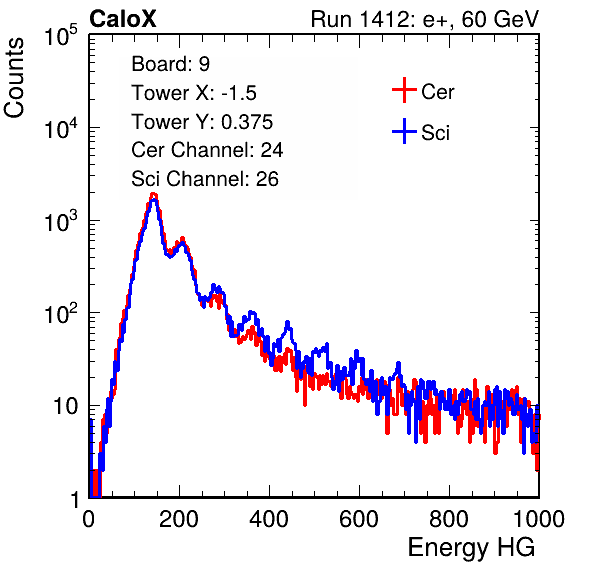 CaloX Run 1412: e+, 60 GeV
Counts
Board: 9
Tower X: -1.5
Tower Y: 0.375
Cer Channel: 24
Sci Channel: 26
Cer
Sci
10^5
10^4
10^3
10^2
10
1
0 200 400 600 800 1000
Energy HG